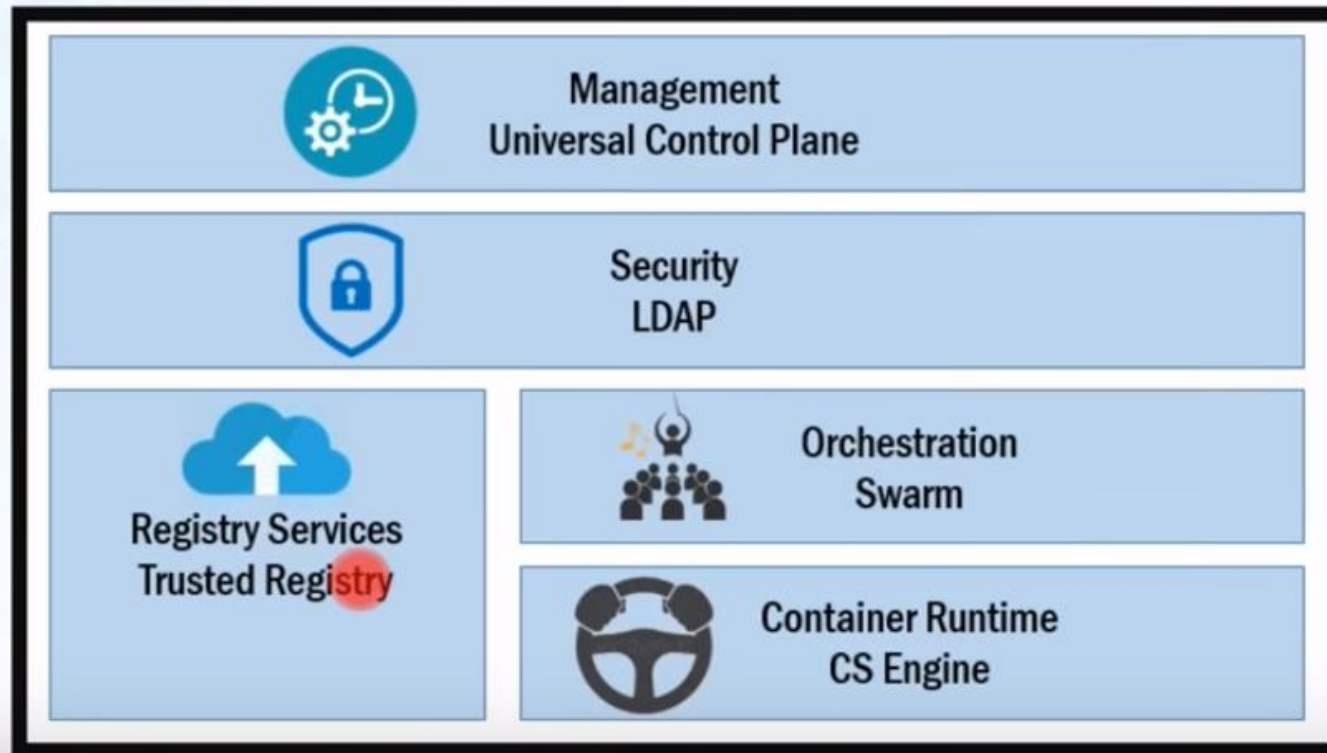 Management
Universal Control Plane
Security
LDAP
Registry Services
Trusted Registry
Orchestration
Swarm
Container Runtime
CS Engine